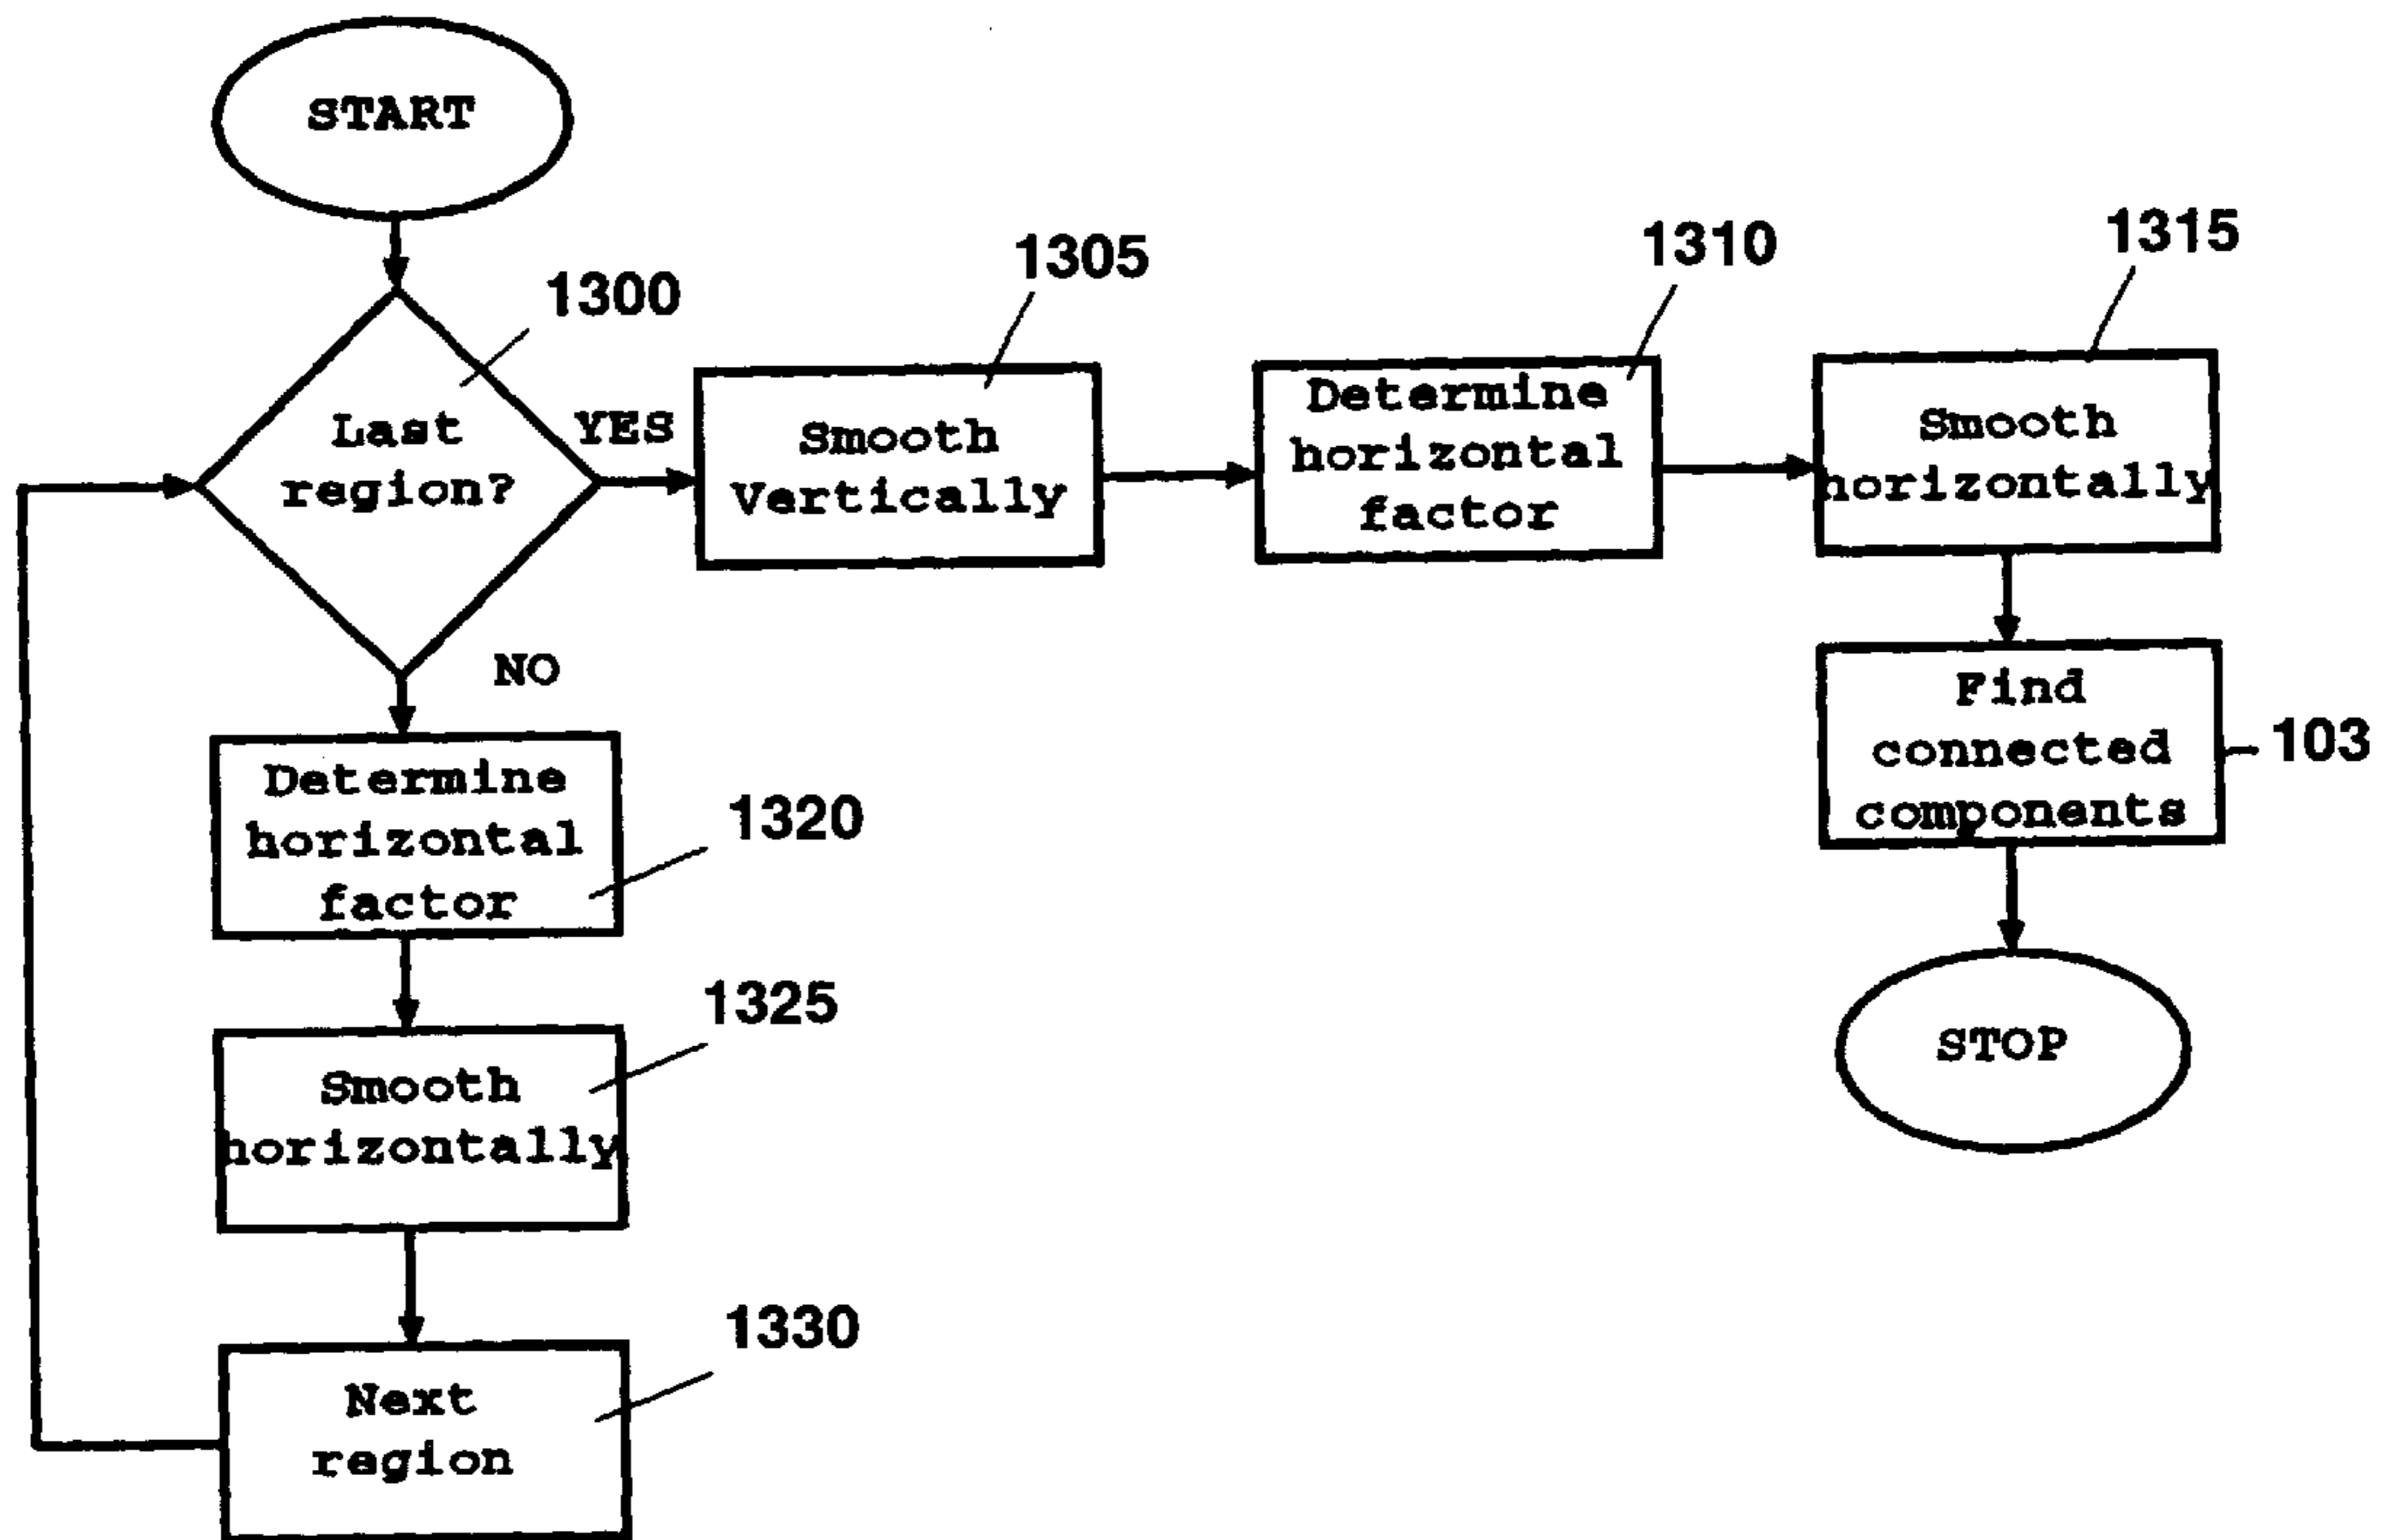 START
1300
Last
region?
YES
1305
Smooth
Vertically
1310
Determine
horizontal
factor
1315
Smooth
horizontally
Find
connected
components
103
STOP
NO
Determine
horizontal
factor
1320
Smooth
horizontally
1325
Next
region
1330